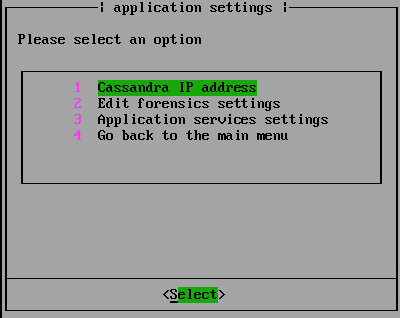 application settings
Please select an option
1 Cassandra IP address
2 Edit forensics settings
3 Application services settings
4 Go back to the main menu
<Select>